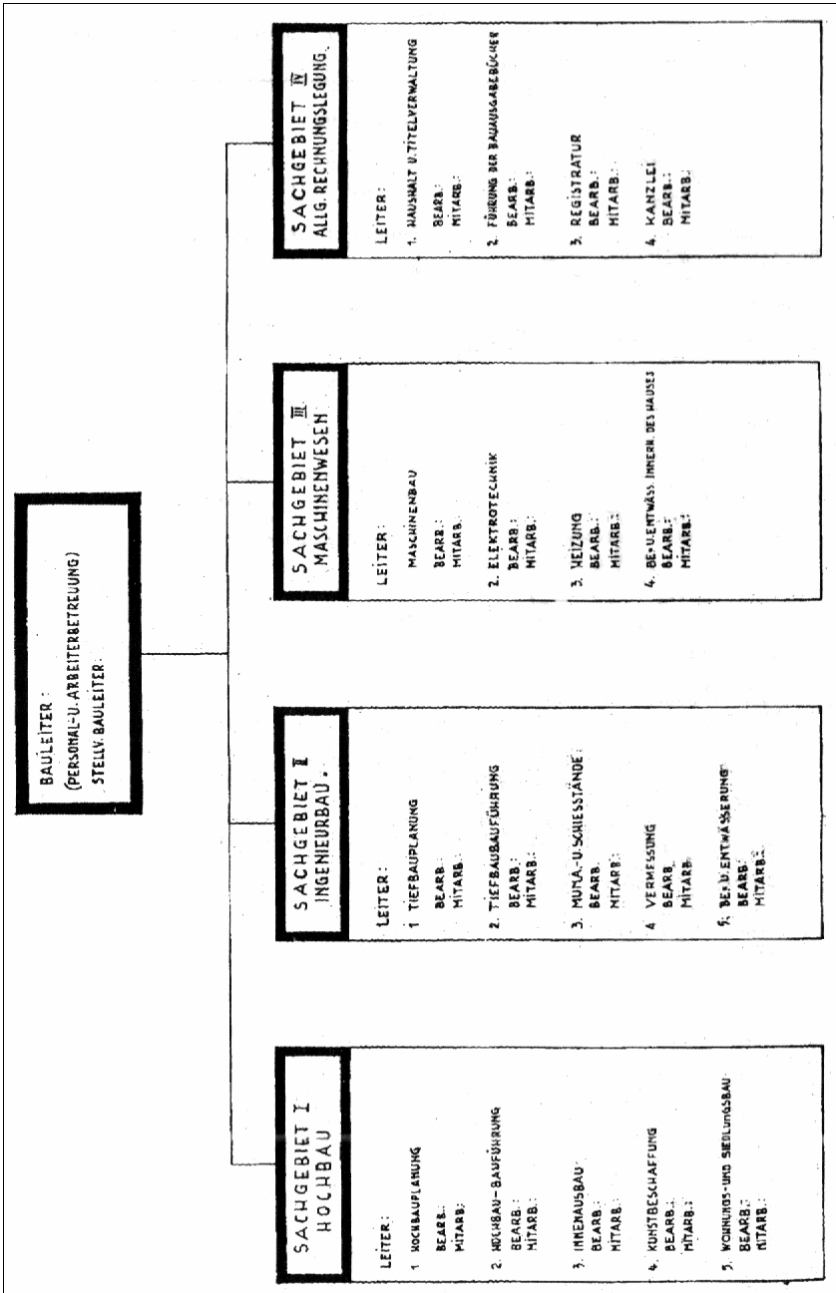 BAULEITER:
(PERSONAL-U. ARBEITERBETREUUNG)
STELLV. BAULEITER:
SACHGEBIET I
HOCHBAU
LEITER:
1 HOCHBAUPLANUNG
BEARB.:
MITARB:
2. HOCHBAU-BAUFÜHRUNG
BEARB.:
MITARB.:
3. INNENAUSBAU
BEARB.:
MITARB.:
4. KUNSTBESCHAFFUNG
BEARB.:
MITARB.:
5. WOHNUNGS-UND SIEDLUNGSBAU
BEARB.:
MITARB.:
SACHGEBIET II
INGENIEURBAU.
LEITER:
1 TIEFBAUPLANUNG
BEARB.:
MITARB.:
2. TIEFBAUBAUFÜHRUNG
BEARB.:
MITARB.:
3. MUNA.-U. SCHIESSTÄNDE:
BEARB.
MITARB.:
4 VERMESSUNG
BEARB.
MITARB.
5. BE-U. ENTWÄSSERUNG
BEARB.
MITARB.:
SACHGEBIET III
MASCHINENWESEN
LEITER:
MASCHINENBAU
BEARB.:
MITARB.:
2. ELEKTROTECHNIK
BEARB.:
MITARB.:
3. HEIZUNG
BEARB.:
MITARB.:
4. BE-U. ENTWÄSS. INNERH. DES HAUSES
BEARB.:
MITARB.:
SACHGEBIET IV
ALLG. RECHNUNGSLEGUNG.
LEITER:
1. HAUSHALT U. TITELVERWALTUNG
BEARB.:
MITARB.:
2. FÜHRUNG DER BAUAUSGABEBÜCHER
BEARB.:
MITARB.:
3. REGISTRATUR
BEARB.:
MITARB.:
4. KANZLEI
BEARB.:
MITARB.: